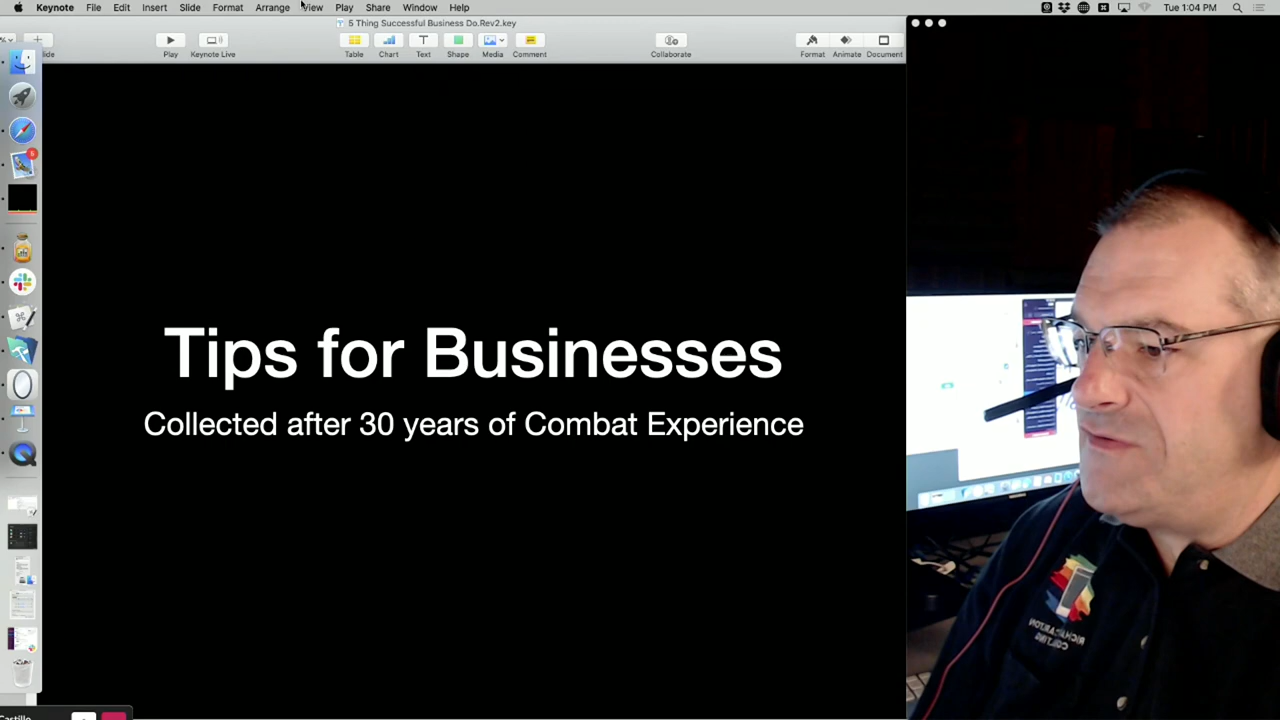 Keynote File Edit Insert Slide Format Arrange View Play Share Window Help Tue 1:04 PM
5 Thing Successful Business Do.Rev2.key
Play Keynote Live Table Chart Text Shape Media Comment Collaborate Format Animate Document
Tips for Businesses
Collected after 30 years of Combat Experience
Castillo